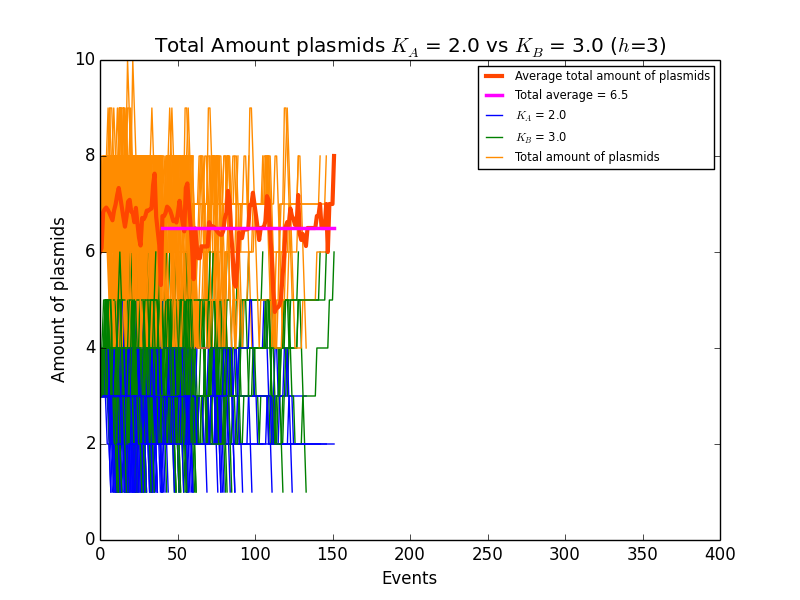 Total Amount plasmids K_A = 2.0 vs K_B = 3.0 (h=3)
Average total amount of plasmids
Total average = 6.5
K_A = 2.0
K_B = 3.0
Total amount of plasmids
10
8
6
4
2
0
Amount of plasmids
0 50 100 150 200 250 300 350 400
Events